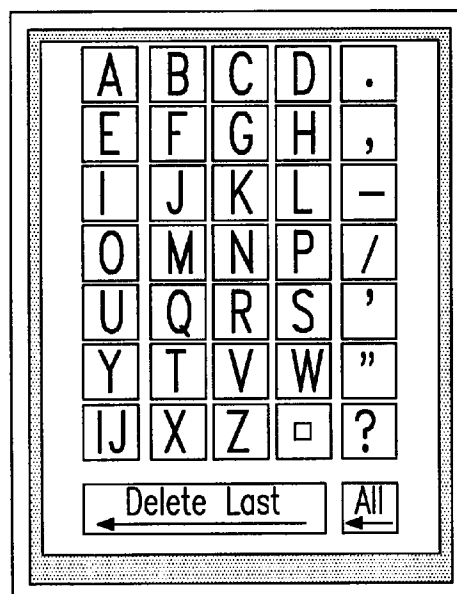 A B C D .
E F G H ,
I J K L –
O M N P /
U Q R S ’
Y T V W ”
IJ X Z □ ?
Delete Last All